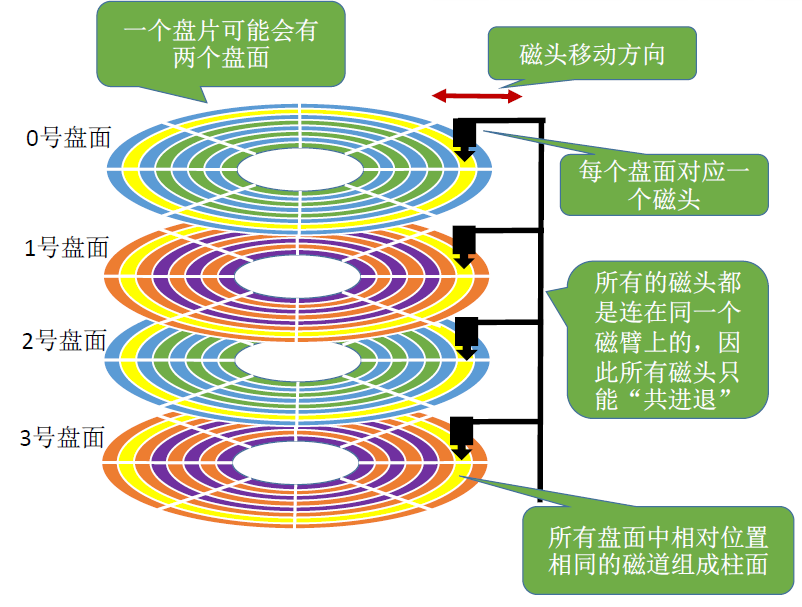 一个盘片可能会有
两个盘面
磁头移动方向
0号盘面
每个盘面对应一
个磁头
1号盘面
所有的磁头都
是连在同一个
磁臂上的，因
此所有磁头只
能“共进退”
2号盘面
3号盘面
所有盘面中相对位置
相同的磁道组成柱面